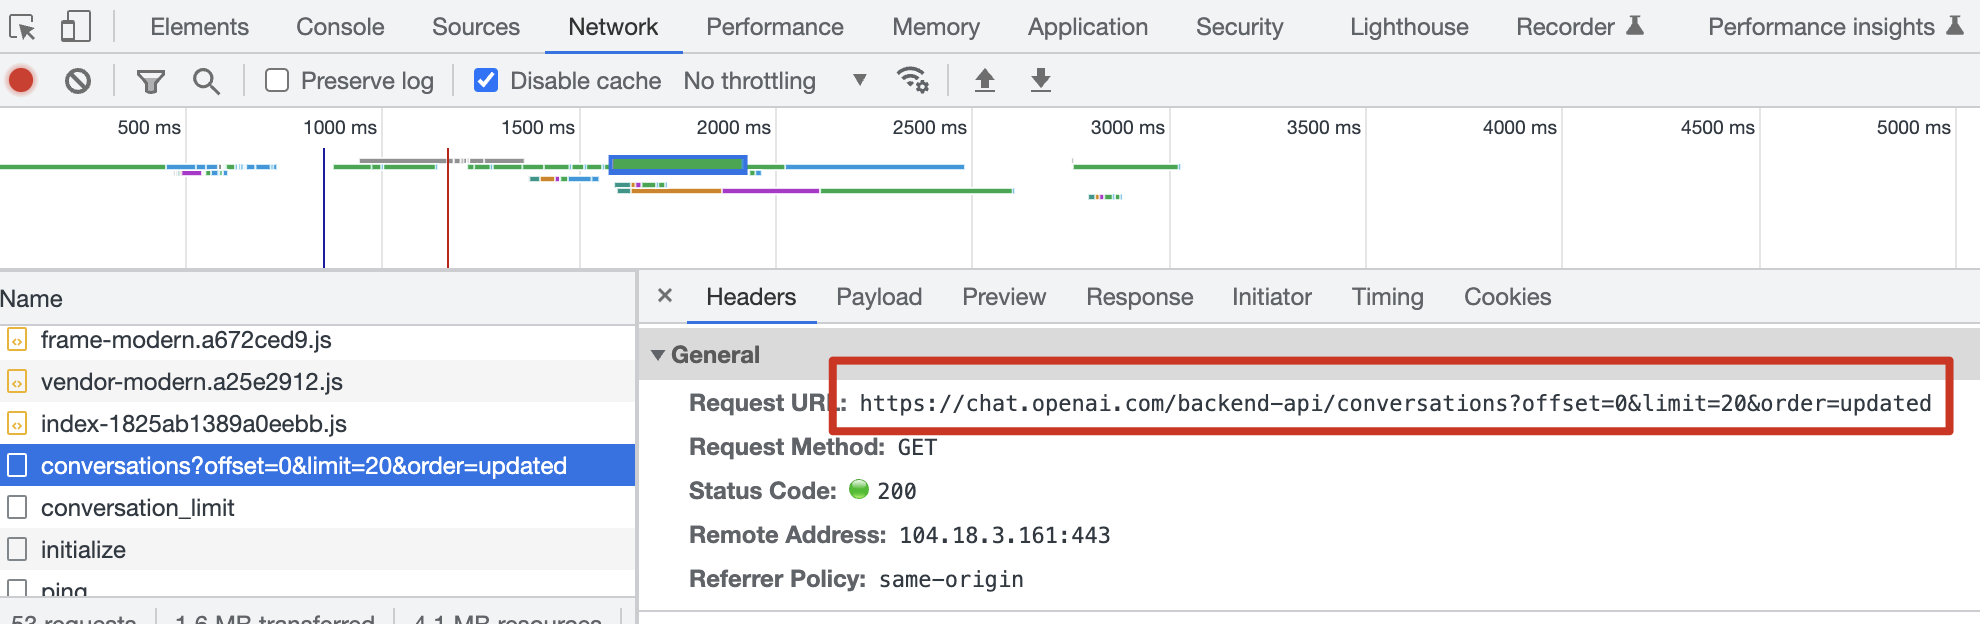 Elements Console Sources Network Performance Memory Application Security Lighthouse Recorder Performance insights
Preserve log Disable cache No throttling
500 ms 1000 ms 1500 ms 2000 ms 2500 ms 3000 ms 3500 ms 4000 ms 4500 ms 5000 ms
Name
frame-modern.a672ced9.js
vendor-modern.a25e2912.js
index-1825ab1389a0eebb.js
conversations?offset=0&limit=20&order=updated
conversation_limit
initialize
ping
53 requests 1.6 MB transferred 4.1 MB resources
× Headers Payload Preview Response Initiator Timing Cookies
General
Request URL: https://chat.openai.com/backend-api/conversations?offset=0&limit=20&order=updated
Request Method: GET
Status Code: 200
Remote Address: 104.18.3.161:443
Referrer Policy: same-origin